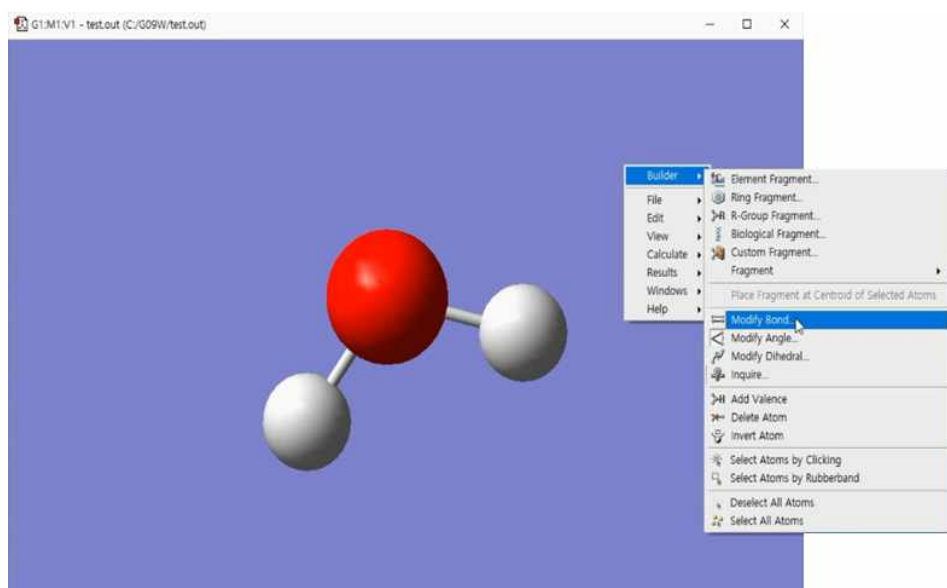 G1:M1:V1 - test.out (C:/G09W/test.out)
Builder
File
Edit
View
Calculate
Results
Windows
Help
Element Fragment...
Ring Fragment...
R-Group Fragment...
Biological Fragment...
Custom Fragment...
Fragment
Place Fragment at Centroid of Selected Atoms
Modify Bond...
Modify Angle...
Modify Dihedral...
Inquire...
Add Valence
Delete Atom
Invert Atom
Select Atoms by Clicking
Select Atoms by Rubberband
Deselect All Atoms
Select All Atoms